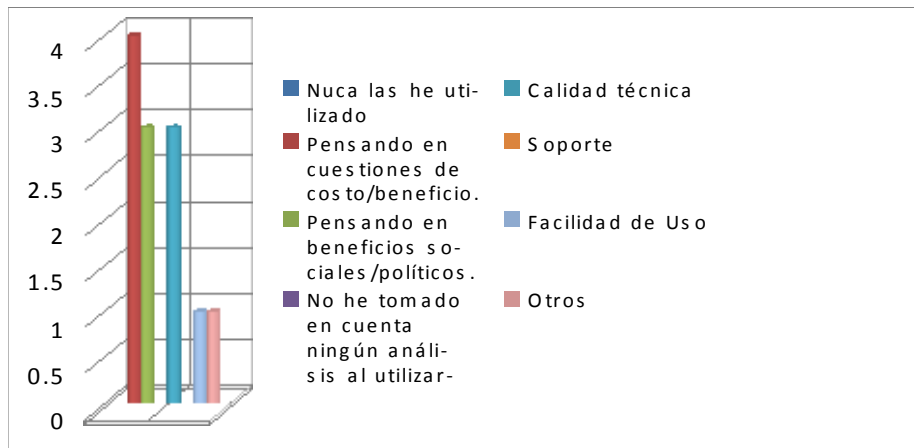 4
3.5
3
2.5
2
1.5
1
0.5
0
Nuca las he uti-
lizado
Pensando en
cuestiones de
costo/beneficio.
Pensando en
beneficios so-
ciales/políticos.
No he tomado
en cuenta
ningún análi-
sis al utilizar-
Calidad técnica
Soporte
Facilidad de Uso
Otros